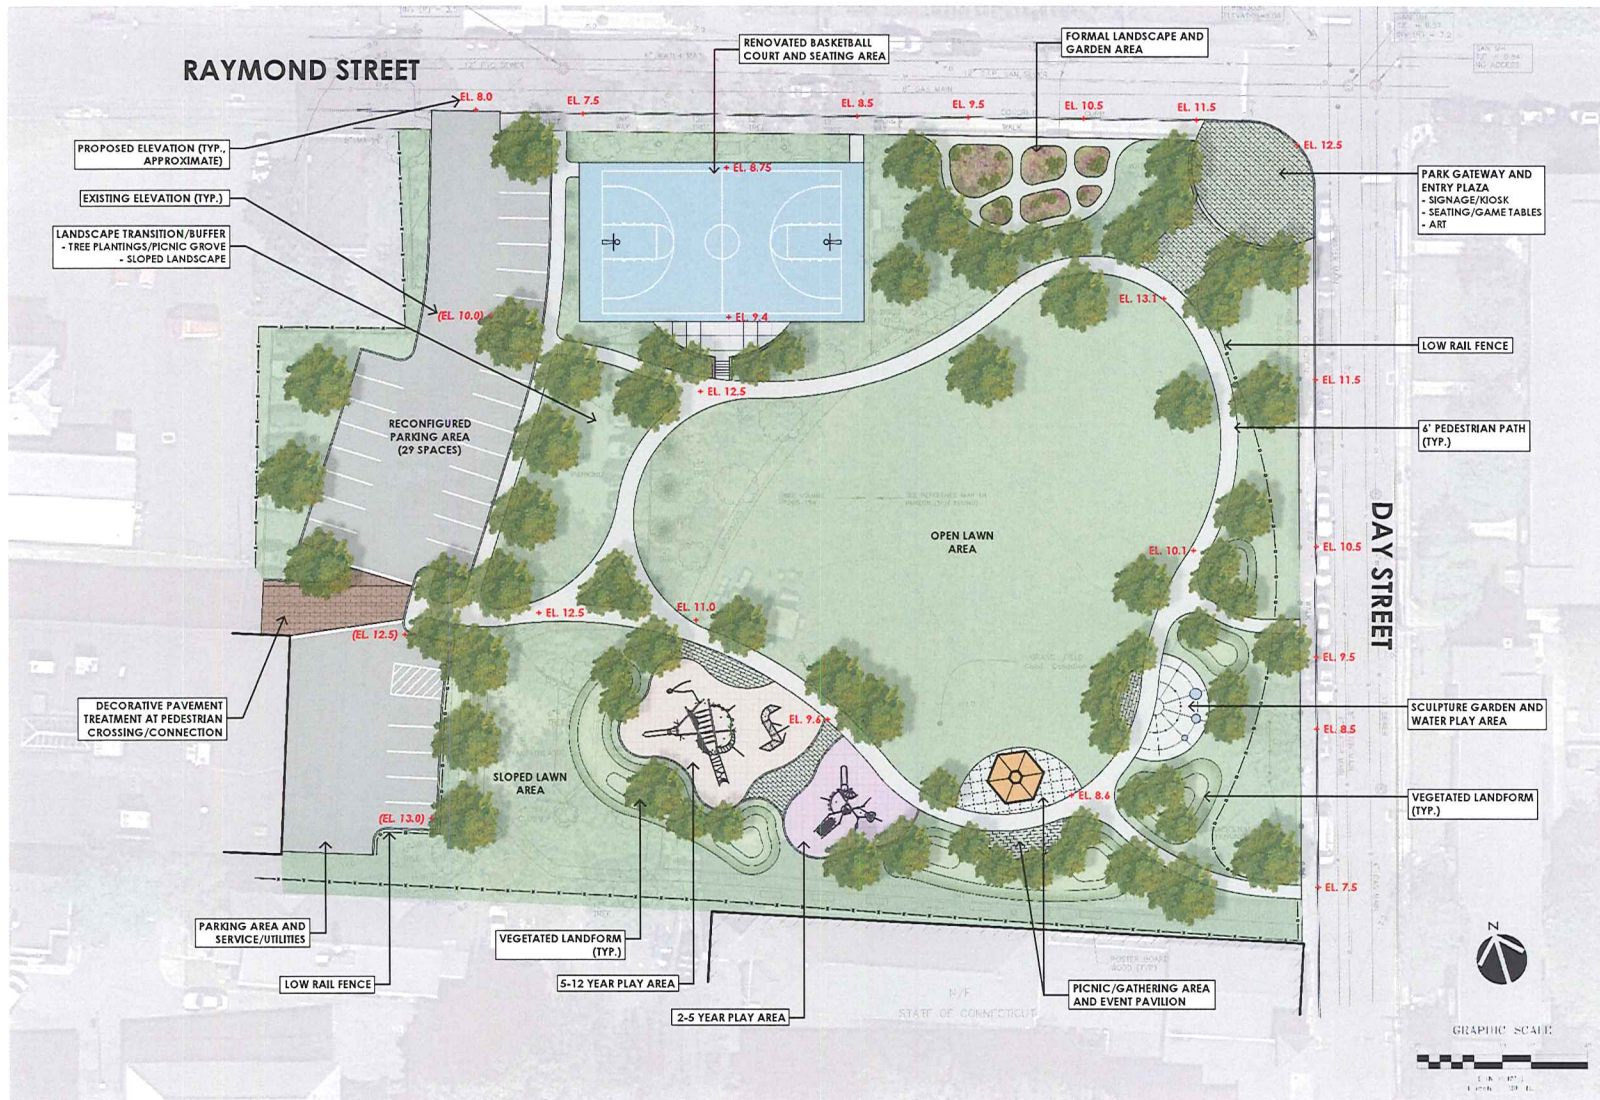 RAYMOND STREET
RENOVATED BASKETBALL
COURT AND SEATING AREA
FORMAL LANDSCAPE AND
GARDEN AREA
EL. 8.0
EL. 7.5
EL. 8.5
EL. 9.5
EL. 10.5
EL. 11.5
EL. 12.5
PROPOSED ELEVATION (TYP.,
APPROXIMATE)
EL. 8.75
EXISTING ELEVATION (TYP.)
PARK GATEWAY AND
ENTRY PLAZA
- SIGNAGE/KIOSK
- SEATING/GAME TABLES
- ART
LANDSCAPE TRANSITION/BUFFER
- TREE PLANTINGS/PICNIC GROVE
- SLOPED LANDSCAPE
(EL. 10.0)
EL. 9.4
EL. 13.1
LOW RAIL FENCE
EL. 12.5
EL. 11.5
RECONFIGURED
PARKING AREA
(29 SPACES)
6' PEDESTRIAN PATH
(TYP.)
OPEN LAWN
AREA
DAY STREET
EL. 10.1
EL. 10.5
EL. 12.5
EL. 11.0
(EL. 12.5)
EL. 9.5
DECORATIVE PAVEMENT
TREATMENT AT PEDESTRIAN
CROSSING/CONNECTION
EL. 9.6
EL. 8.5
SCULPTURE GARDEN AND
WATER PLAY AREA
SLOPED LAWN
AREA
EL. 8.6
VEGETATED LANDFORM
(TYP.)
(EL. 13.0)
EL. 7.5
PARKING AREA AND
SERVICE/UTILITIES
VEGETATED LANDFORM
(TYP.)
LOW RAIL FENCE
5-12 YEAR PLAY AREA
2-5 YEAR PLAY AREA
PICNIC/GATHERING AREA
AND EVENT PAVILION
N/F
STATE OF CONNECTICUT
N
GRAPHIC SCALE